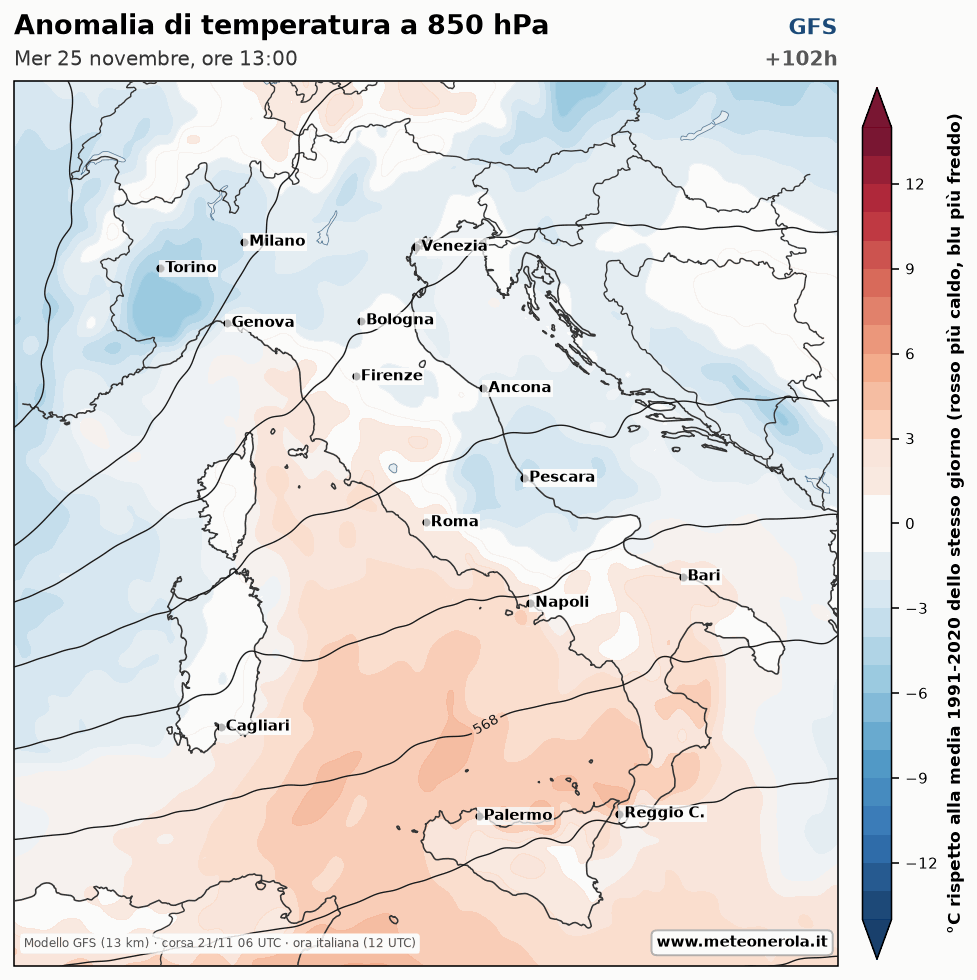 Anomalia di temperatura a 850 hPa
GFS
Mer 25 novembre, ore 13:00
+102h
Milano
Venezia
Torino
Genova
Bologna
Firenze
Ancona
Pescara
Roma
Bari
Napoli
Cagliari
568
Palermo
Reggio C.
Modello GFS (13 km) · corsa 21/11 06 UTC · ora italiana (12 UTC)
www.meteonerola.it
12
9
6
3
0
−3
−6
−9
−12
°C rispetto alla media 1991-2020 dello stesso giorno (rosso più caldo, blu più freddo)